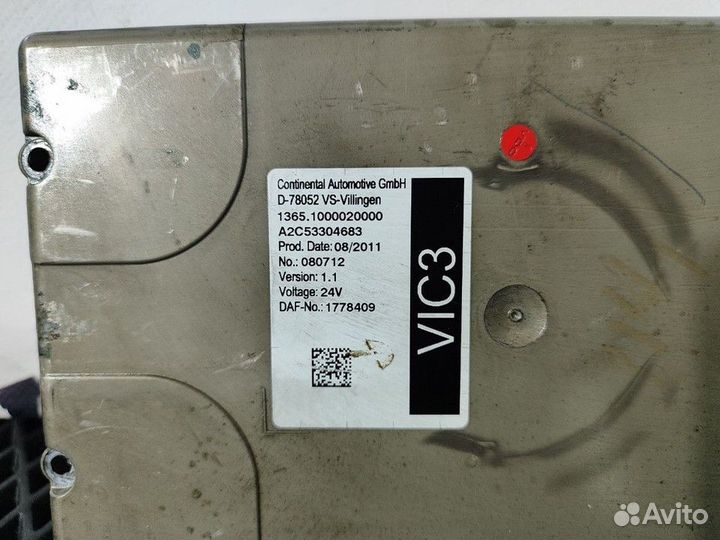 Continental Automotive GmbH
D-78052 VS-Villingen
1365.1000020000
A2C53304683
Prod. Date: 08/2011
No.: 080712
Version: 1.1
Voltage: 24V
DAF-No.: 1778409
VIC3
Avito